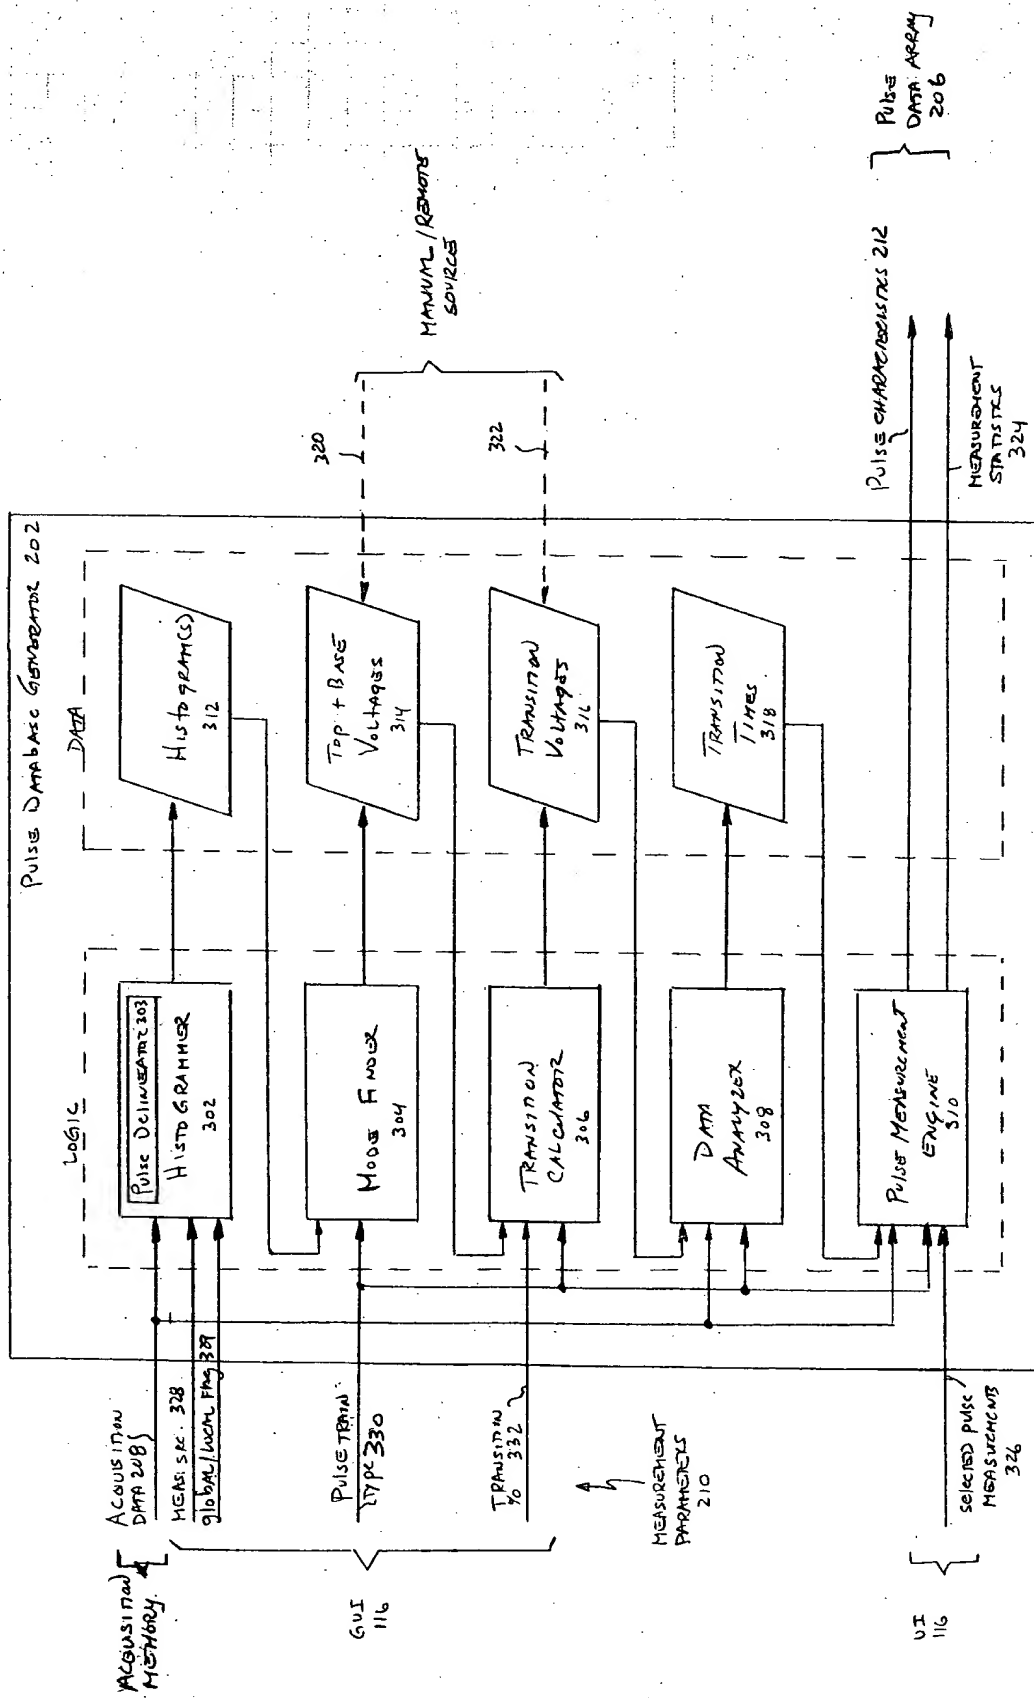 Pulse Database Generator 202
LOGIC
DATA
Pulse Delineator 303
HISTOGRAMMER
302
HISTOGRAM(S)
312
MODE FINDER
304
TOP + BASE
VOLTAGES
314
TRANSITION
CALCULATOR
306
TRANSITION
VOLTAGES
316
DATA
ANALYZER
308
TRANSITION
TIMES
318
PULSE MEASUREMENT
ENGINE
310
ACQUISITION
MEMORY
ACQUISITION
DATA 208
MEAS. SRC. 328
global/local Flag 329
GUI
116
Pulse TRAIN
type 330
TRANSITION
% 332
MEASUREMENT
PARAMETERS
210
UI
116
selected pulse
MEASUREMENTS
326
320
322
MANUAL/REMOTE
SOURCE
Pulse CHARACTERISTICS 212
MEASUREMENT
STATISTICS
324
Pulse
DATA ARRAY
206